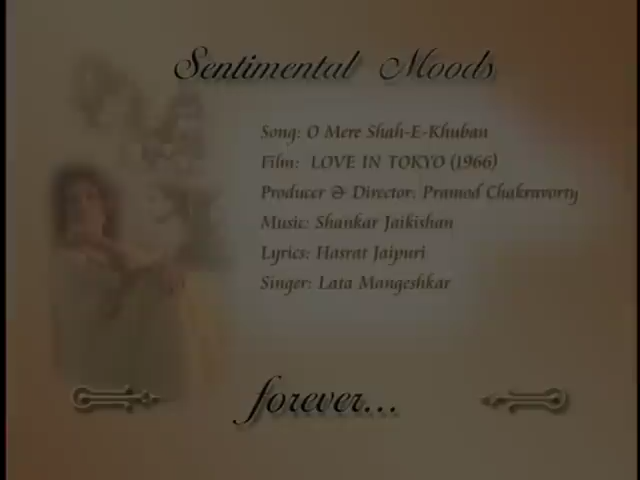 Sentimental Moods
Song: O Mere Shah-E-Khuban
Film: LOVE IN TOKYO (1966)
Producer & Director: Pramod Chakravorty
Music: Shankar Jaikishan
Lyrics: Hasrat Jaipuri
Singer: Lata Mangeshkar
forever...